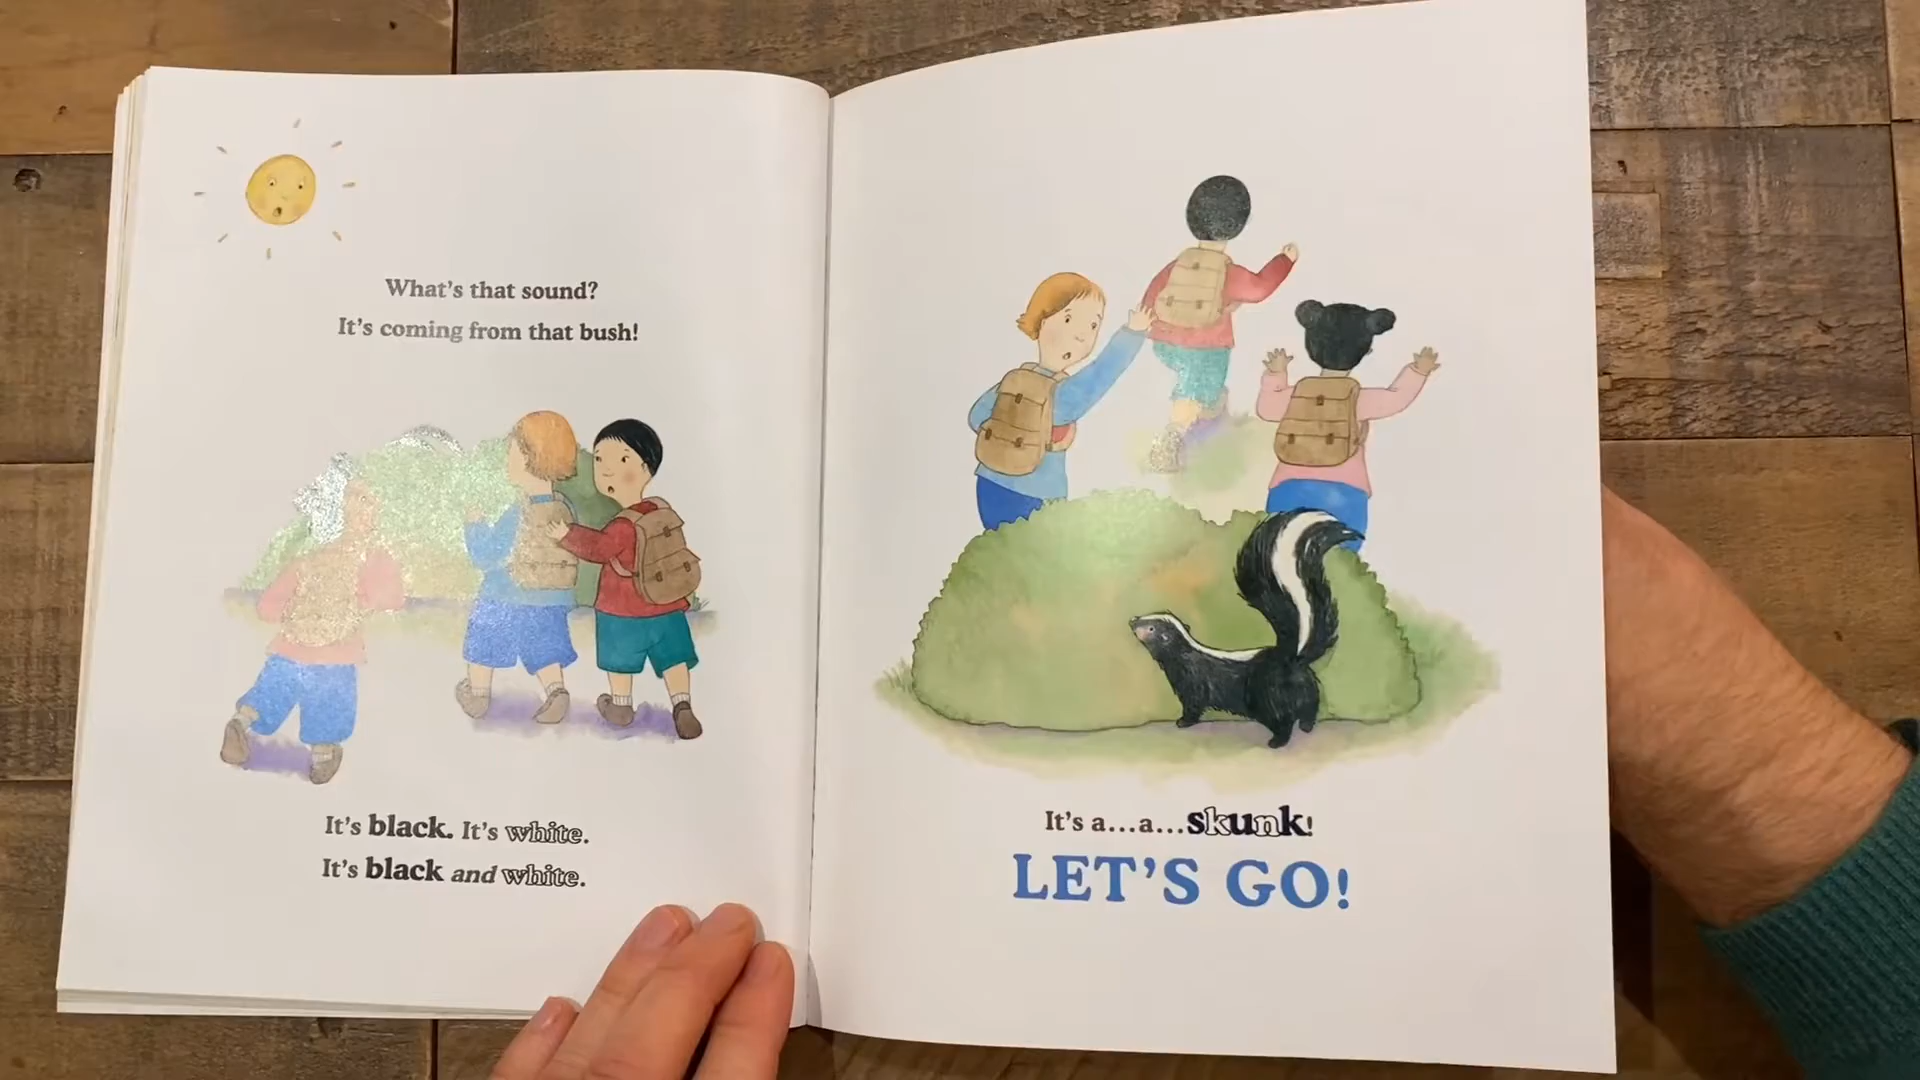 What's that sound?
It's coming from that bush!
It's black. It's white.
It's black and white.
It's a...a...skunk!
LET'S GO!